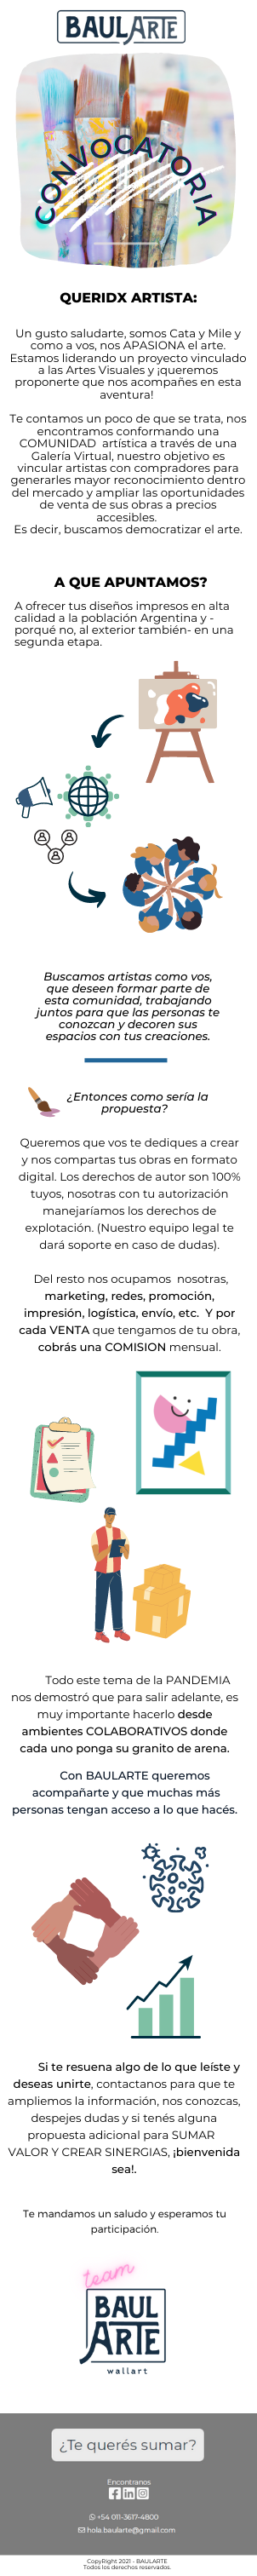 BAULARTE
CONVOCATORIA
QUERIDX ARTISTA:
Un gusto saludarte, somos Cata y Mile y
como a vos, nos APASIONA el arte.
Estamos liderando un proyecto vinculado
a las Artes Visuales y ¡queremos
proponerte que nos acompañes en esta
aventura!
Te contamos un poco de que se trata, nos
encontramos conformando una
COMUNIDAD artística a través de una
Galería Virtual, nuestro objetivo es
vincular artistas con compradores para
generarles mayor reconocimiento dentro
del mercado y ampliar las oportunidades
de venta de sus obras a precios
accesibles.
Es decir, buscamos democratizar el arte.
A QUE APUNTAMOS?
A ofrecer tus diseños impresos en alta
calidad a la población Argentina y -
porqué no, al exterior también- en una
segunda etapa.
Buscamos artistas como vos,
que deseen formar parte de
esta comunidad, trabajando
juntos para que las personas te
conozcan y decoren sus
espacios con tus creaciones.
¿Entonces como sería la
propuesta?
Queremos que vos te dediques a crear
y nos compartas tus obras en formato
digital. Los derechos de autor son 100%
tuyos, nosotras con tu autorización
manejaríamos los derechos de
explotación. (Nuestro equipo legal te
dará soporte en caso de dudas).
Del resto nos ocupamos nosotras,
marketing, redes, promoción,
impresión, logística, envío, etc. Y por
cada VENTA que tengamos de tu obra,
cobrás una COMISION mensual.
Todo este tema de la PANDEMIA
nos demostró que para salir adelante, es
muy importante hacerlo desde
ambientes COLABORATIVOS donde
cada uno ponga su granito de arena.
Con BAULARTE queremos
acompañarte y que muchas más
personas tengan acceso a lo que hacés.
Si te resuena algo de lo que leíste y
deseas unirte, contactanos para que te
ampliemos la información, nos conozcas,
despejes dudas y si tenés alguna
propuesta adicional para SUMAR
VALOR Y CREAR SINERGIAS, ¡bienvenida
sea!.
Te mandamos un saludo y esperamos tu
participación.
team
BAUL
ARTE
wallart
¿Te querés sumar?
Encontranos
+54 011-3617-4800
hola.baularte@gmail.com
CopyRight 2021 - BAULARTE
Todos los derechos reservados.